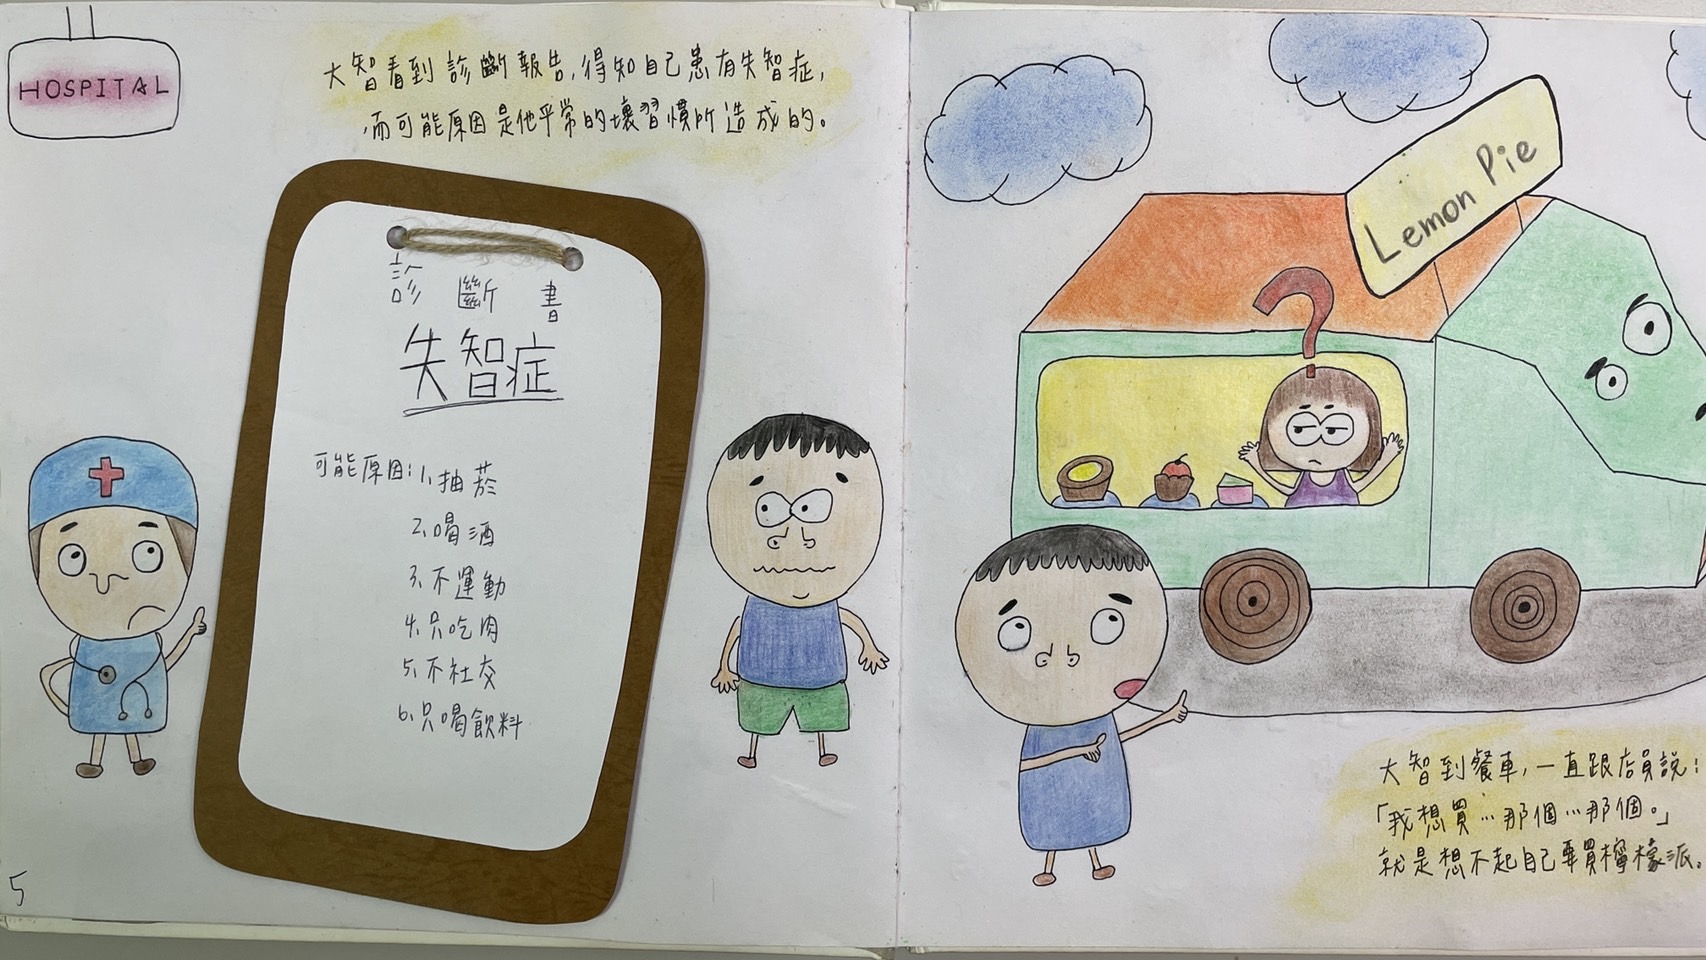 HOSPITAL
大智看到診斷報告,得知自己患有失智症,
而可能原因是他平常的壞習慣所造成的。
診斷書
失智症
可能原因:1.抽菸
2.喝酒
3.不運動
4.只吃肉
5.不社交
6.只喝飲料
5
Lemon Pie
?
大智到餐車,一直跟店員說:
「我想買…那個…那個。」
就是想不起自己要買檸檬派。